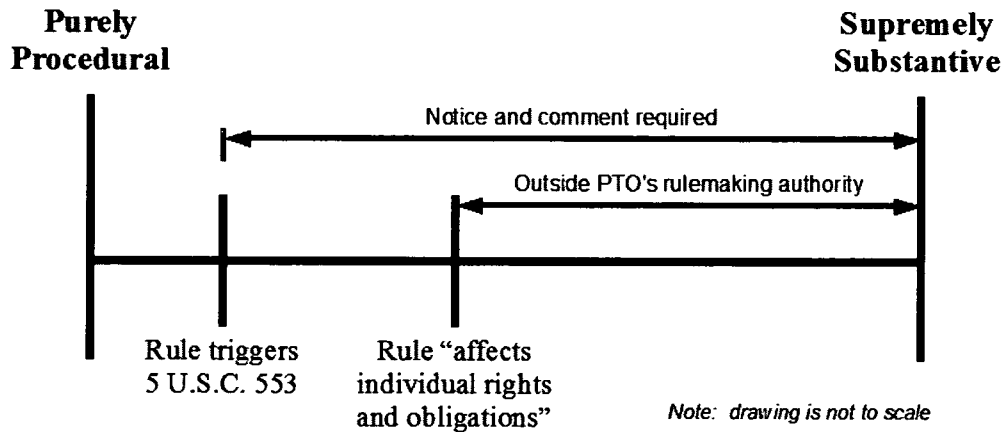 Purely
Procedural
Supremely
Substantive
Notice and comment required
Outside PTO's rulemaking authority
Rule triggers
5 U.S.C. 553
Rule “affects
individual rights
and obligations”
Note: drawing is not to scale